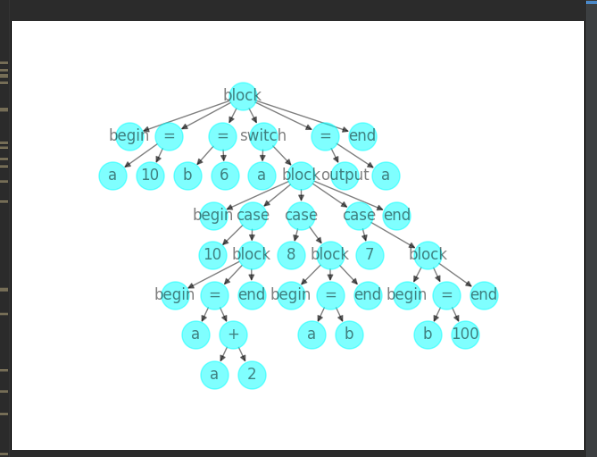 block
begin = = switch = end
a 10 b 6 a block output a
begin case case case end
10 block 8 block 7 block
begin = end begin = end begin = end
a + a b b 100
a 2